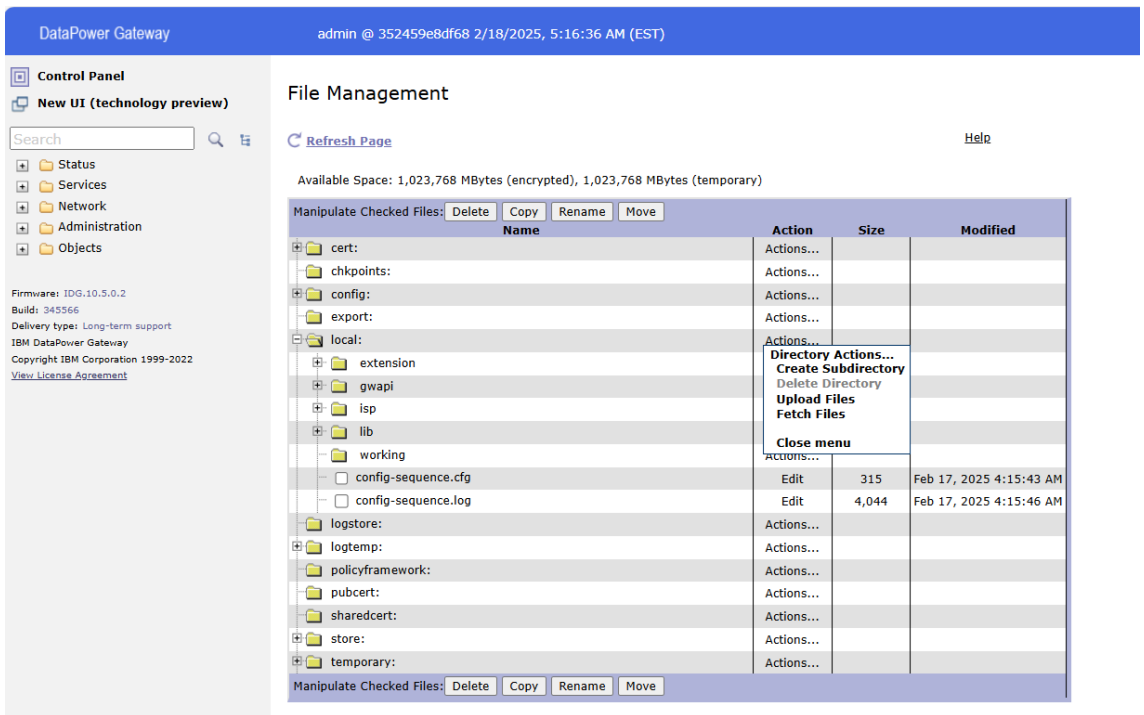 DataPower Gateway
admin @ 352459e8df68 2/18/2025, 5:16:36 AM (EST)
Control Panel
New UI (technology preview)
Search
Status
Services
Network
Administration
Objects
Firmware: IDG.10.5.0.2
Build: 345566
Delivery type: Long-term support
IBM DataPower Gateway
Copyright IBM Corporation 1999-2022
View License Agreement
File Management
Refresh Page
Help
Available Space: 1,023,768 MBytes (encrypted), 1,023,768 MBytes (temporary)
Manipulate Checked Files: Delete Copy Rename Move
Name Action Size Modified
cert: Actions...
chkpoints: Actions...
config: Actions...
export: Actions...
local: Actions...
Directory Actions...
Create Subdirectory
Delete Directory
Upload Files
Fetch Files
Close menu
extension
gwapi
isp
lib
working Actions...
config-sequence.cfg Edit 315 Feb 17, 2025 4:15:43 AM
config-sequence.log Edit 4,044 Feb 17, 2025 4:15:46 AM
logstore: Actions...
logtemp: Actions...
policyframework: Actions...
pubcert: Actions...
sharedcert: Actions...
store: Actions...
temporary: Actions...
Manipulate Checked Files: Delete Copy Rename Move